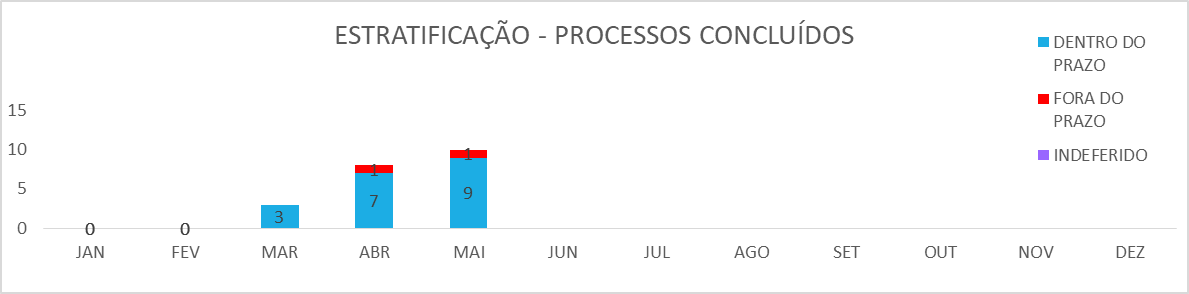 ESTRATIFICAÇÃO - PROCESSOS CONCLUÍDOS
DENTRO DO
PRAZO
FORA DO
PRAZO
INDEFERIDO
15
10
5
0
0 0 3 7 1 9 1
JAN FEV MAR ABR MAI JUN JUL AGO SET OUT NOV DEZ